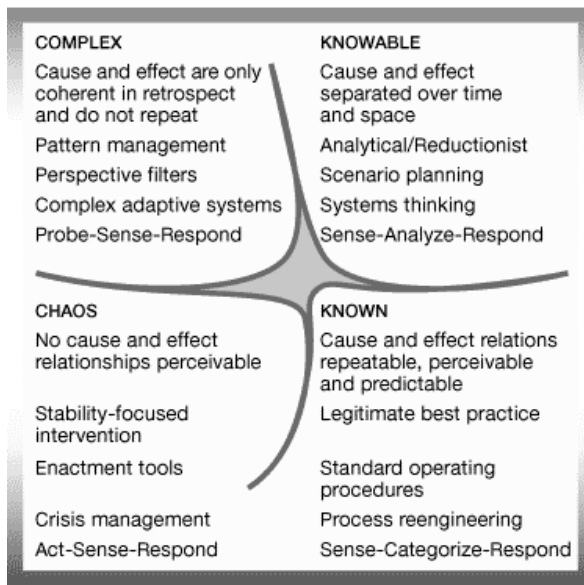 COMPLEX
Cause and effect are only
coherent in retrospect
and do not repeat
Pattern management
Perspective filters
Complex adaptive systems
Probe-Sense-Respond
KNOWABLE
Cause and effect
separated over time
and space
Analytical/Reductionist
Scenario planning
Systems thinking
Sense-Analyze-Respond
CHAOS
No cause and effect
relationships perceivable
Stability-focused
intervention
Enactment tools
Crisis management
Act-Sense-Respond
KNOWN
Cause and effect relations
repeatable, perceivable
and predictable
Legitimate best practice
Standard operating
procedures
Process reengineering
Sense-Categorize-Respond